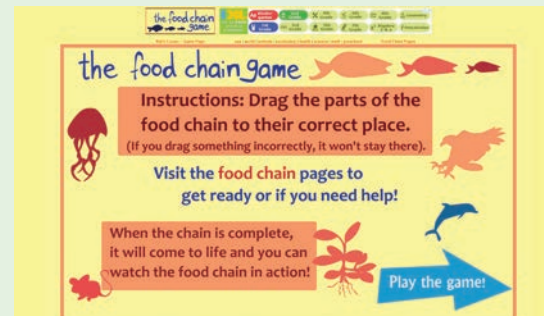 the food chain
game
the food chain game
Instructions: Drag the parts of the
food chain to their correct place.
(If you drag something incorrectly, it won't stay there).
Visit the food chain pages to
get ready or if you need help!
When the chain is complete,
it will come to life and you can
watch the food chain in action!
Play the game!